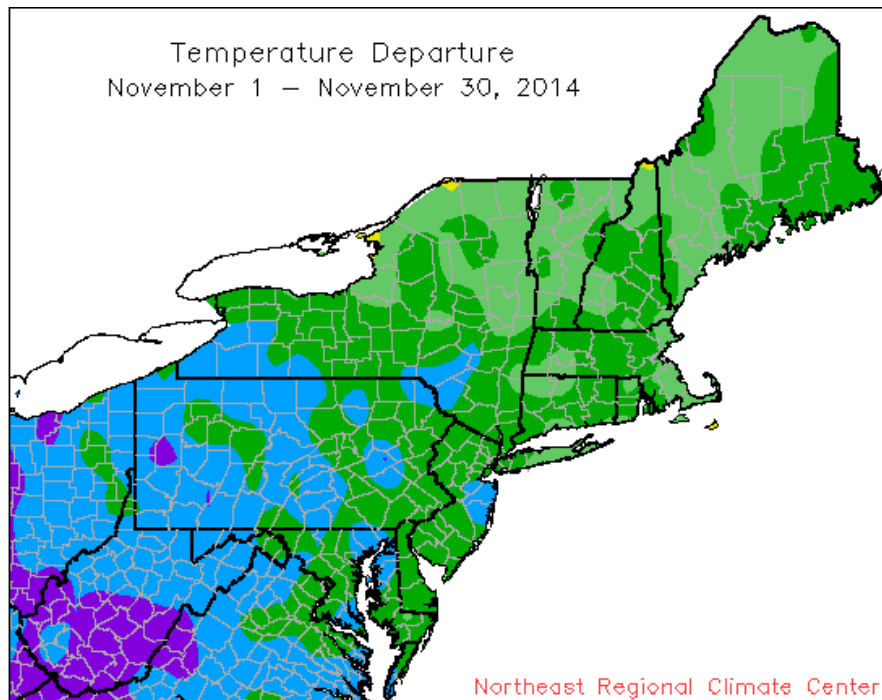 Temperature Departure
November 1 – November 30, 2014
Northeast Regional Climate Center